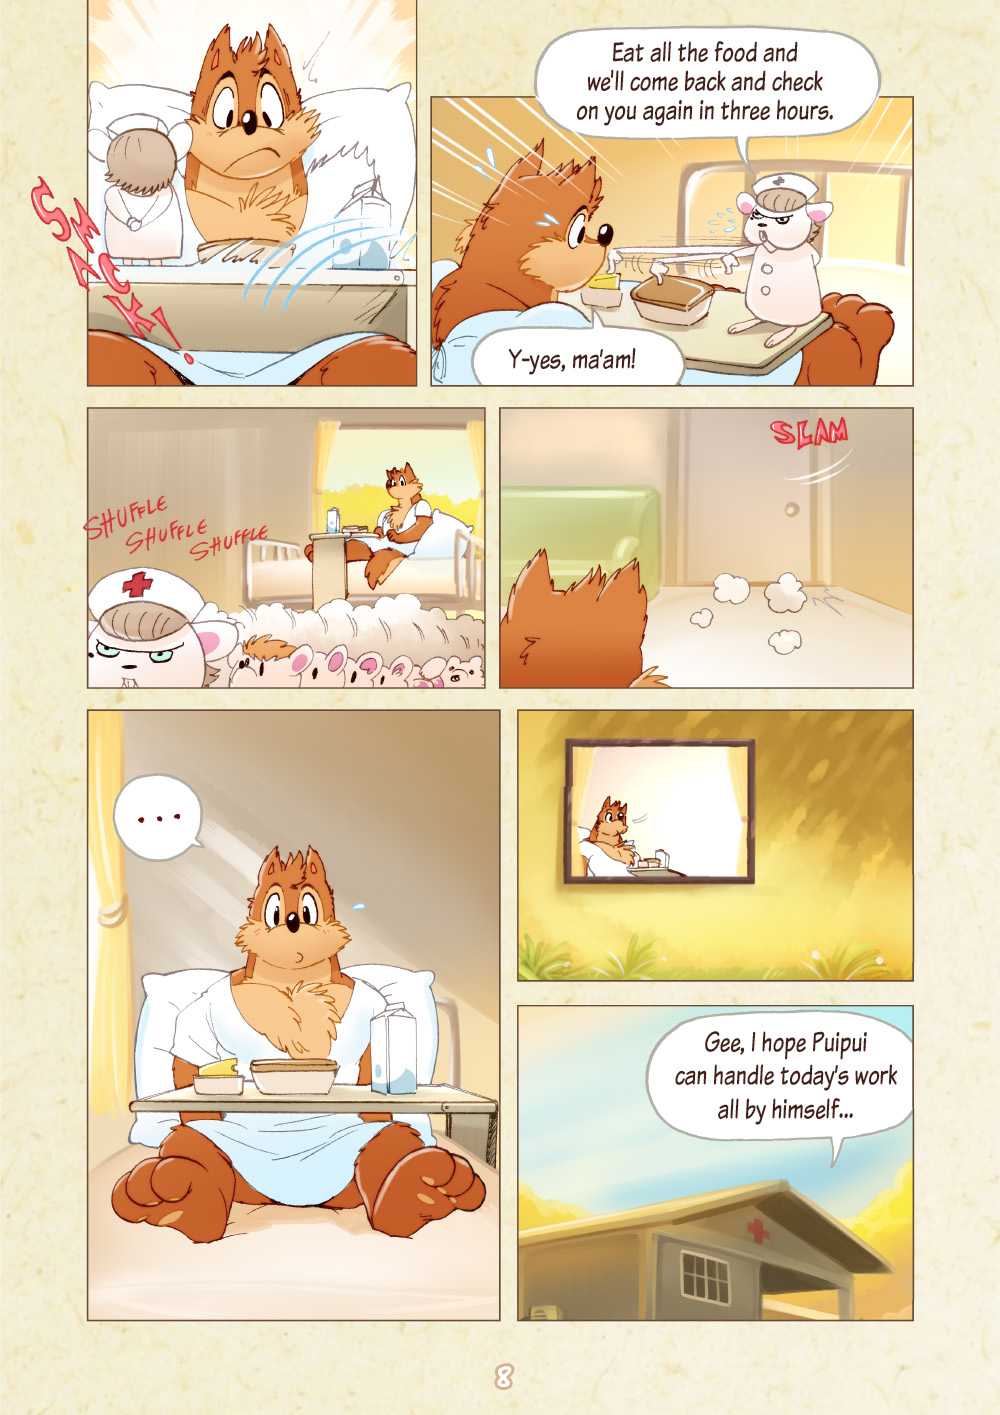 SMACK!
Eat all the food and
we'll come back and check
on you again in three hours.
Y-yes, ma'am!
SHUFFLE
SHUFFLE
SHUFFLE
SLAM
...
Gee, I hope Puipui
can handle today's work
all by himself...
8